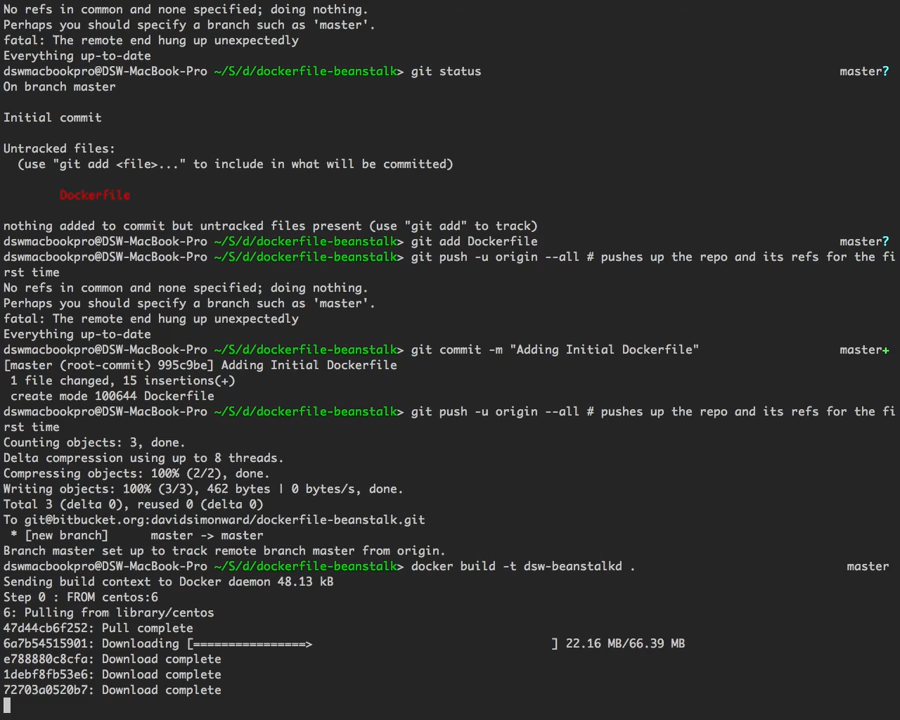 No refs in common and none specified; doing nothing.
Perhaps you should specify a branch such as 'master'.
fatal: The remote end hung up unexpectedly
Everything up-to-date
dswmacbookpro@DSW-MacBook-Pro ~/S/d/dockerfile-beanstalk> git status master?
On branch master
Initial commit
Untracked files:
(use "git add <file>..." to include in what will be committed)
Dockerfile
nothing added to commit but untracked files present (use "git add" to track)
dswmacbookpro@DSW-MacBook-Pro ~/S/d/dockerfile-beanstalk> git add Dockerfile master?
dswmacbookpro@DSW-MacBook-Pro ~/S/d/dockerfile-beanstalk> git push -u origin --all # pushes up the repo and its refs for the fi
rst time
No refs in common and none specified; doing nothing.
Perhaps you should specify a branch such as 'master'.
fatal: The remote end hung up unexpectedly
Everything up-to-date
dswmacbookpro@DSW-MacBook-Pro ~/S/d/dockerfile-beanstalk> git commit -m "Adding Initial Dockerfile" master+
[master (root-commit) 995c9be] Adding Initial Dockerfile
1 file changed, 15 insertions(+)
create mode 100644 Dockerfile
dswmacbookpro@DSW-MacBook-Pro ~/S/d/dockerfile-beanstalk> git push -u origin --all # pushes up the repo and its refs for the fi
rst time
Counting objects: 3, done.
Delta compression using up to 8 threads.
Compressing objects: 100% (2/2), done.
Writing objects: 100% (3/3), 462 bytes | 0 bytes/s, done.
Total 3 (delta 0), reused 0 (delta 0)
To git@bitbucket.org:davidsimonward/dockerfile-beanstalk.git
* [new branch] master -> master
Branch master set up to track remote branch master from origin.
dswmacbookpro@DSW-MacBook-Pro ~/S/d/dockerfile-beanstalk> docker build -t dsw-beanstalkd . master
Sending build context to Docker daemon 48.13 kB
Step 0 : FROM centos:6
6: Pulling from library/centos
47d44cb6f252: Pull complete
6a7b54515901: Downloading [================> ] 22.16 MB/66.39 MB
e788880c8cfa: Download complete
1debf8fb53e6: Download complete
72703a0520b7: Download complete